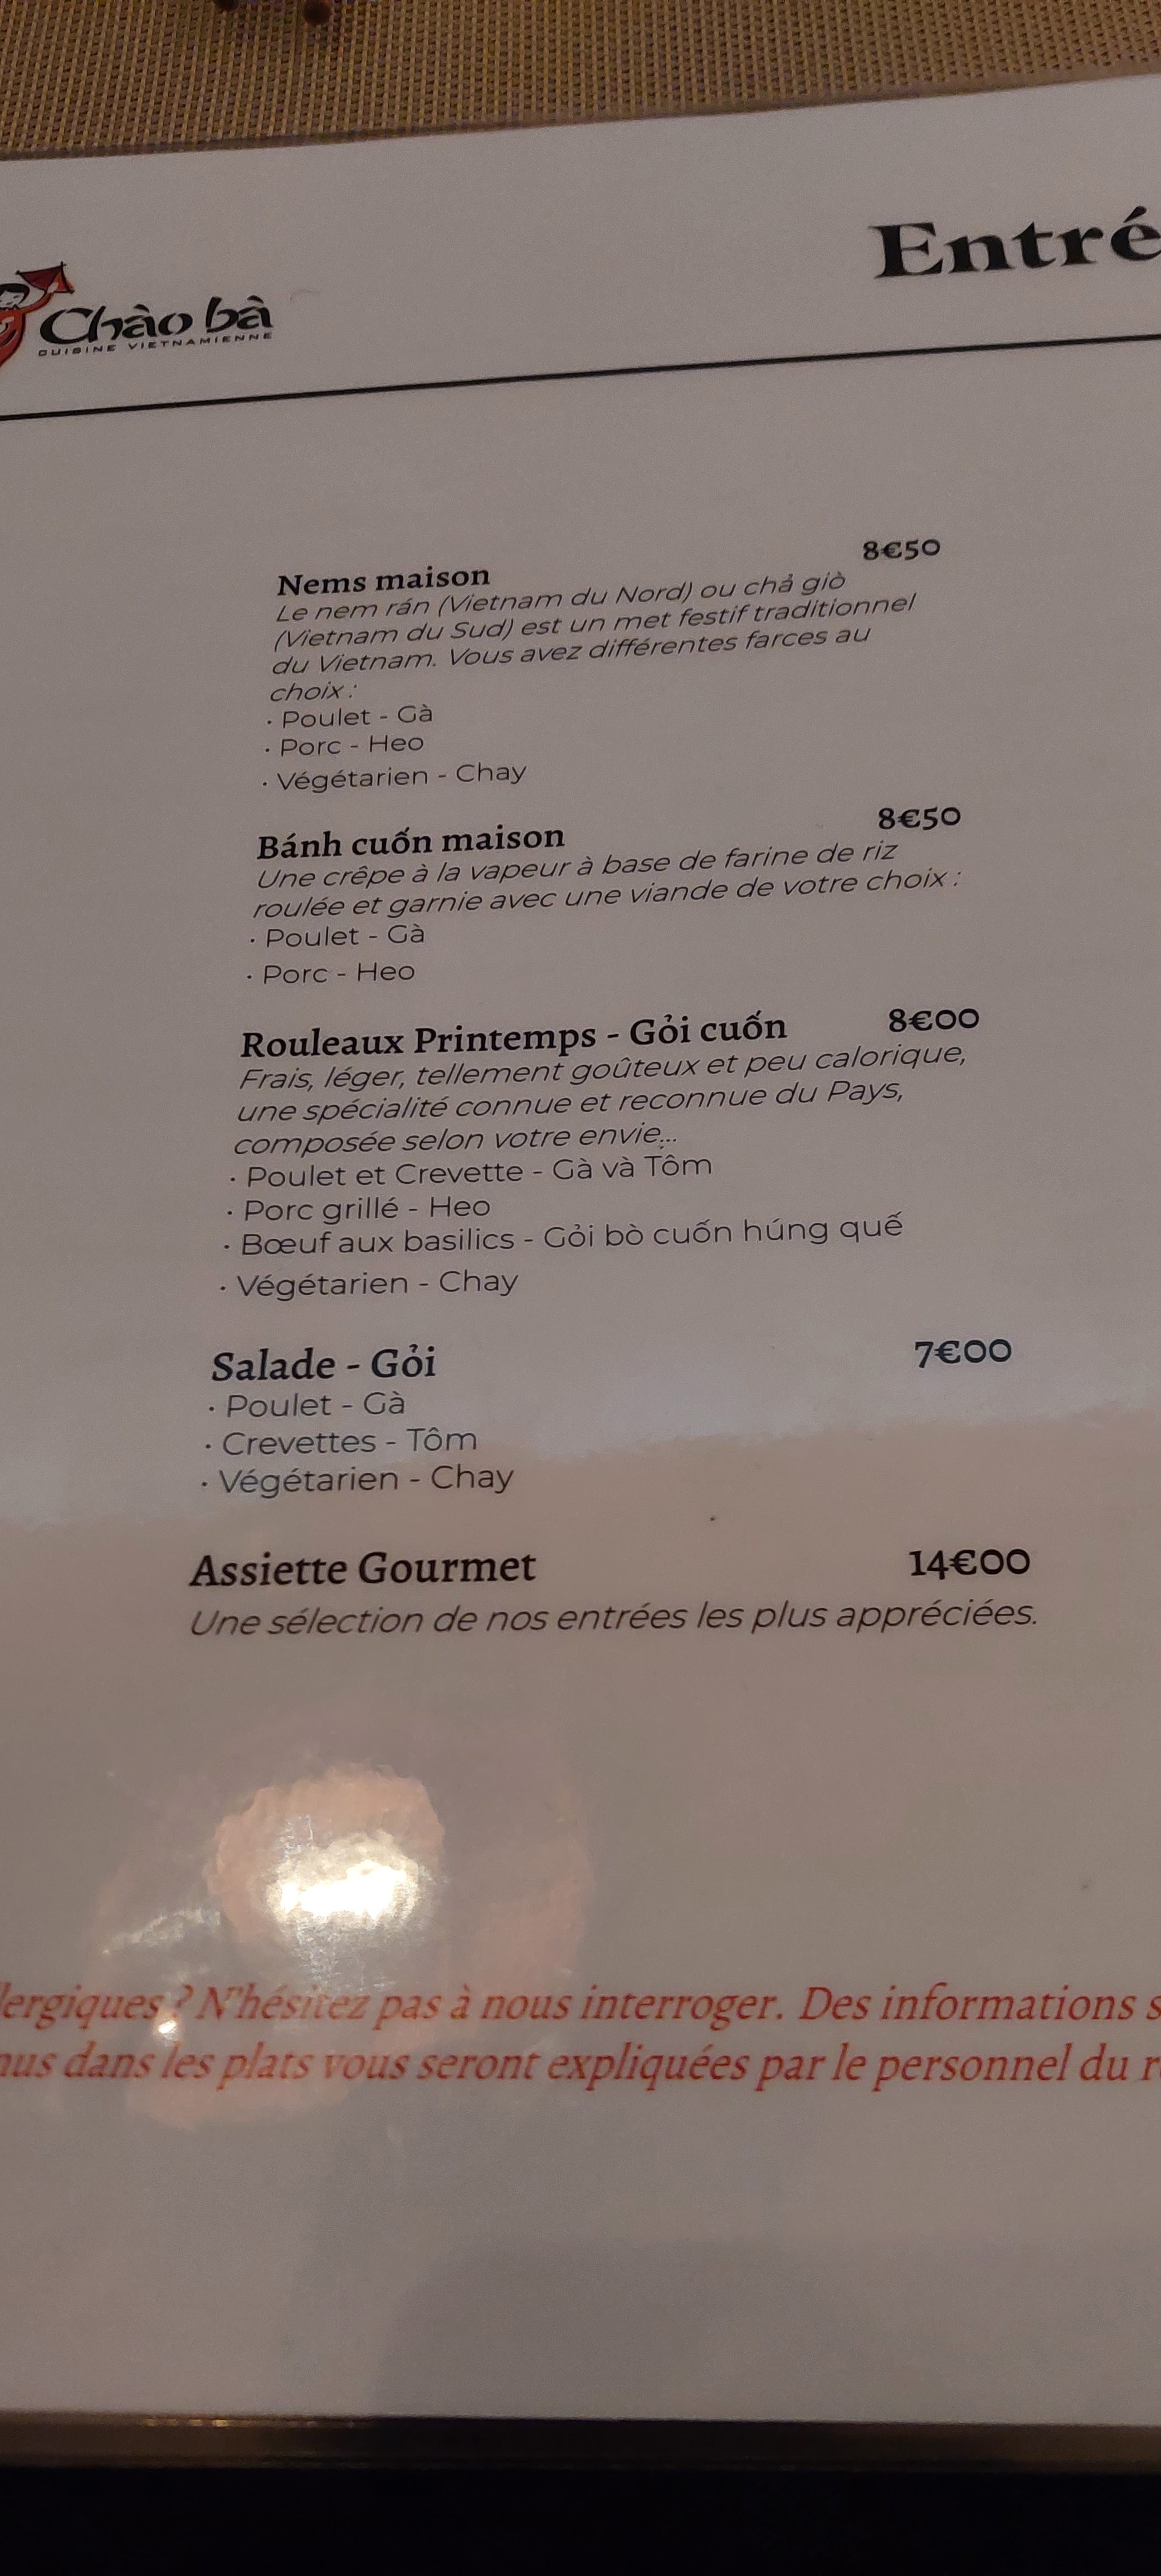 Chào bà
CUISINE VIETNAMIENNE
Entré
Nems maison 8€50
Le nem rán (Vietnam du Nord) ou chả giò
(Vietnam du Sud) est un met festif traditionnel
du Vietnam. Vous avez différentes farces au
choix :
· Poulet - Gà
· Porc - Heo
· Végétarien - Chay
Bánh cuốn maison 8€50
Une crêpe à la vapeur à base de farine de riz
roulée et garnie avec une viande de votre choix :
· Poulet - Gà
· Porc - Heo
Rouleaux Printemps - Gỏi cuốn 8€00
Frais, léger, tellement goûteux et peu calorique,
une spécialité connue et reconnue du Pays,
composée selon votre envie...
· Poulet et Crevette - Gà và Tôm
· Porc grillé - Heo
· Bœuf aux basilics - Gỏi bò cuốn húng quế
· Végétarien - Chay
Salade - Gỏi 7€00
· Poulet - Gà
· Crevettes - Tôm
· Végétarien - Chay
Assiette Gourmet 14€00
Une sélection de nos entrées les plus appréciées.
lergiques ? N'hésitez pas à nous interroger. Des informations s
nus dans les plats vous seront expliquées par le personnel du r